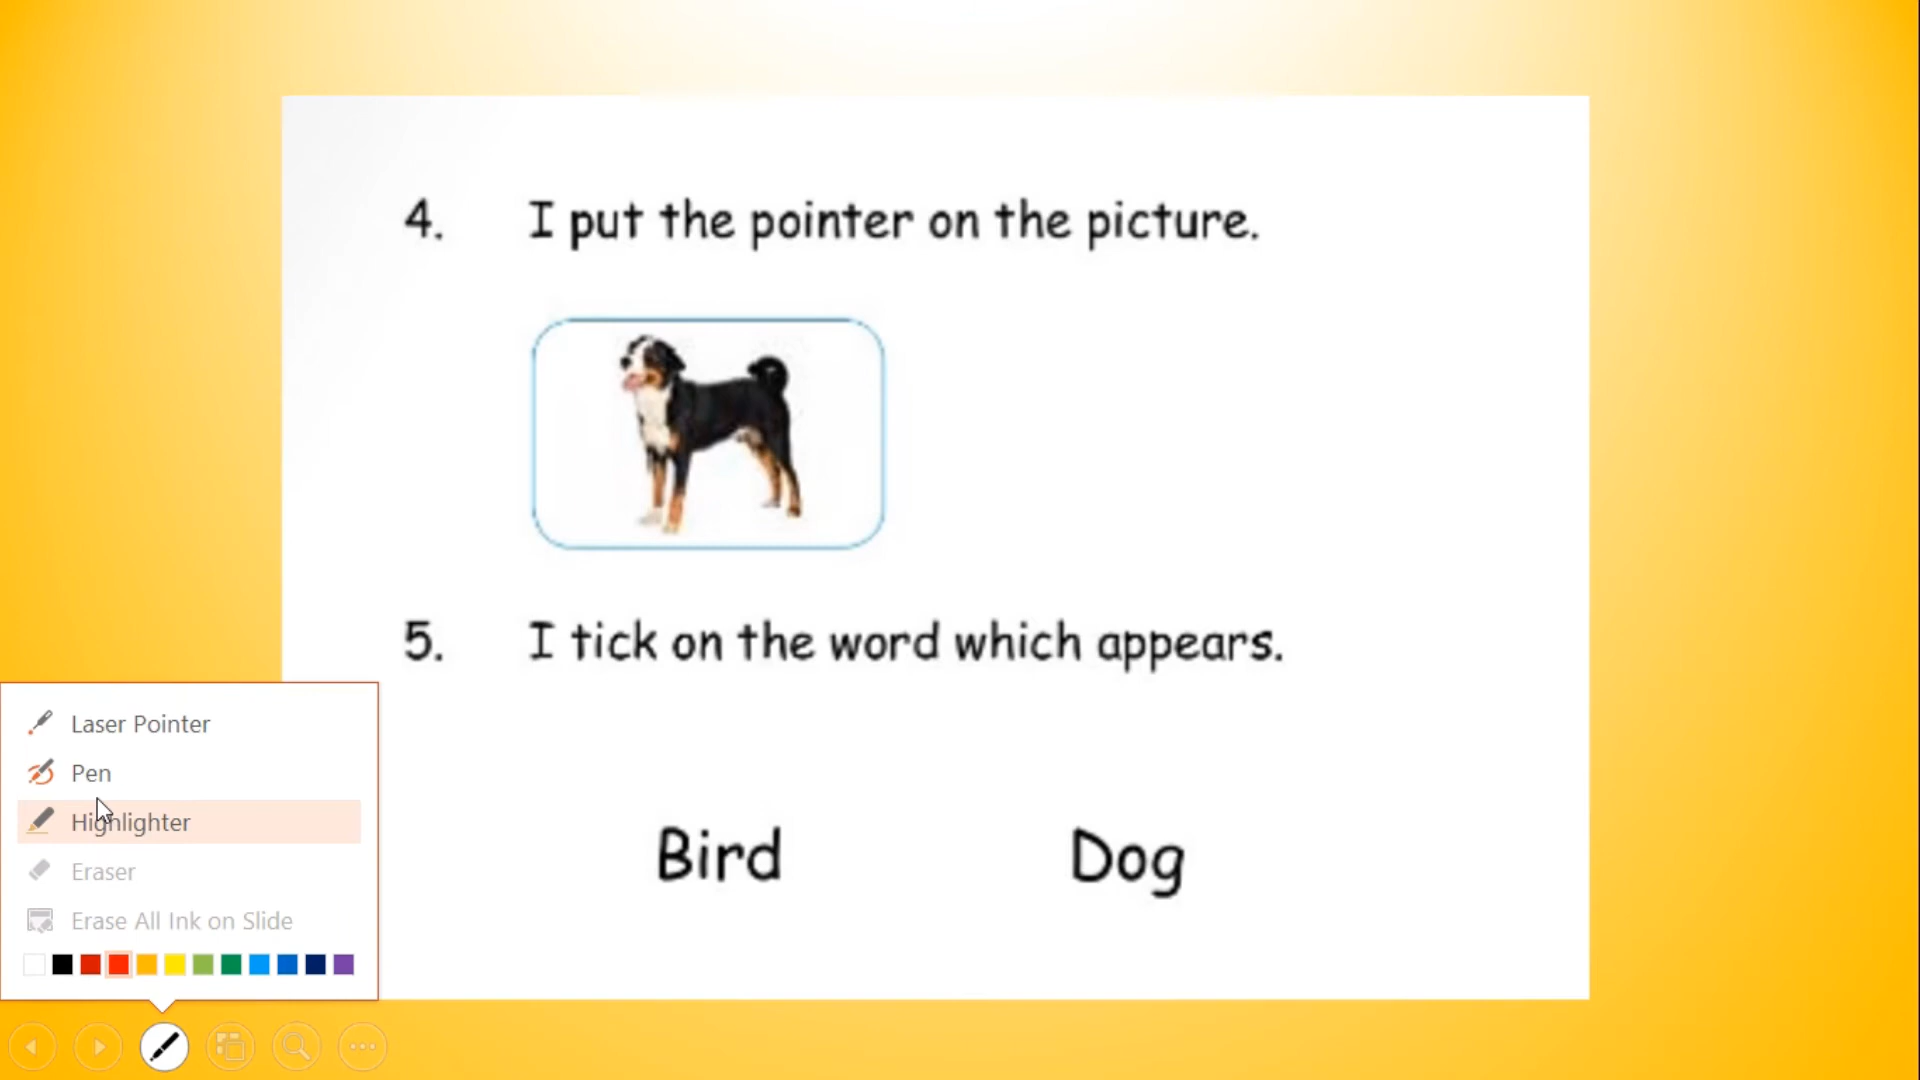 4. I put the pointer on the picture.
5. I tick on the word which appears.
Bird Dog
Laser Pointer
Pen
Highlighter
Eraser
Erase All Ink on Slide